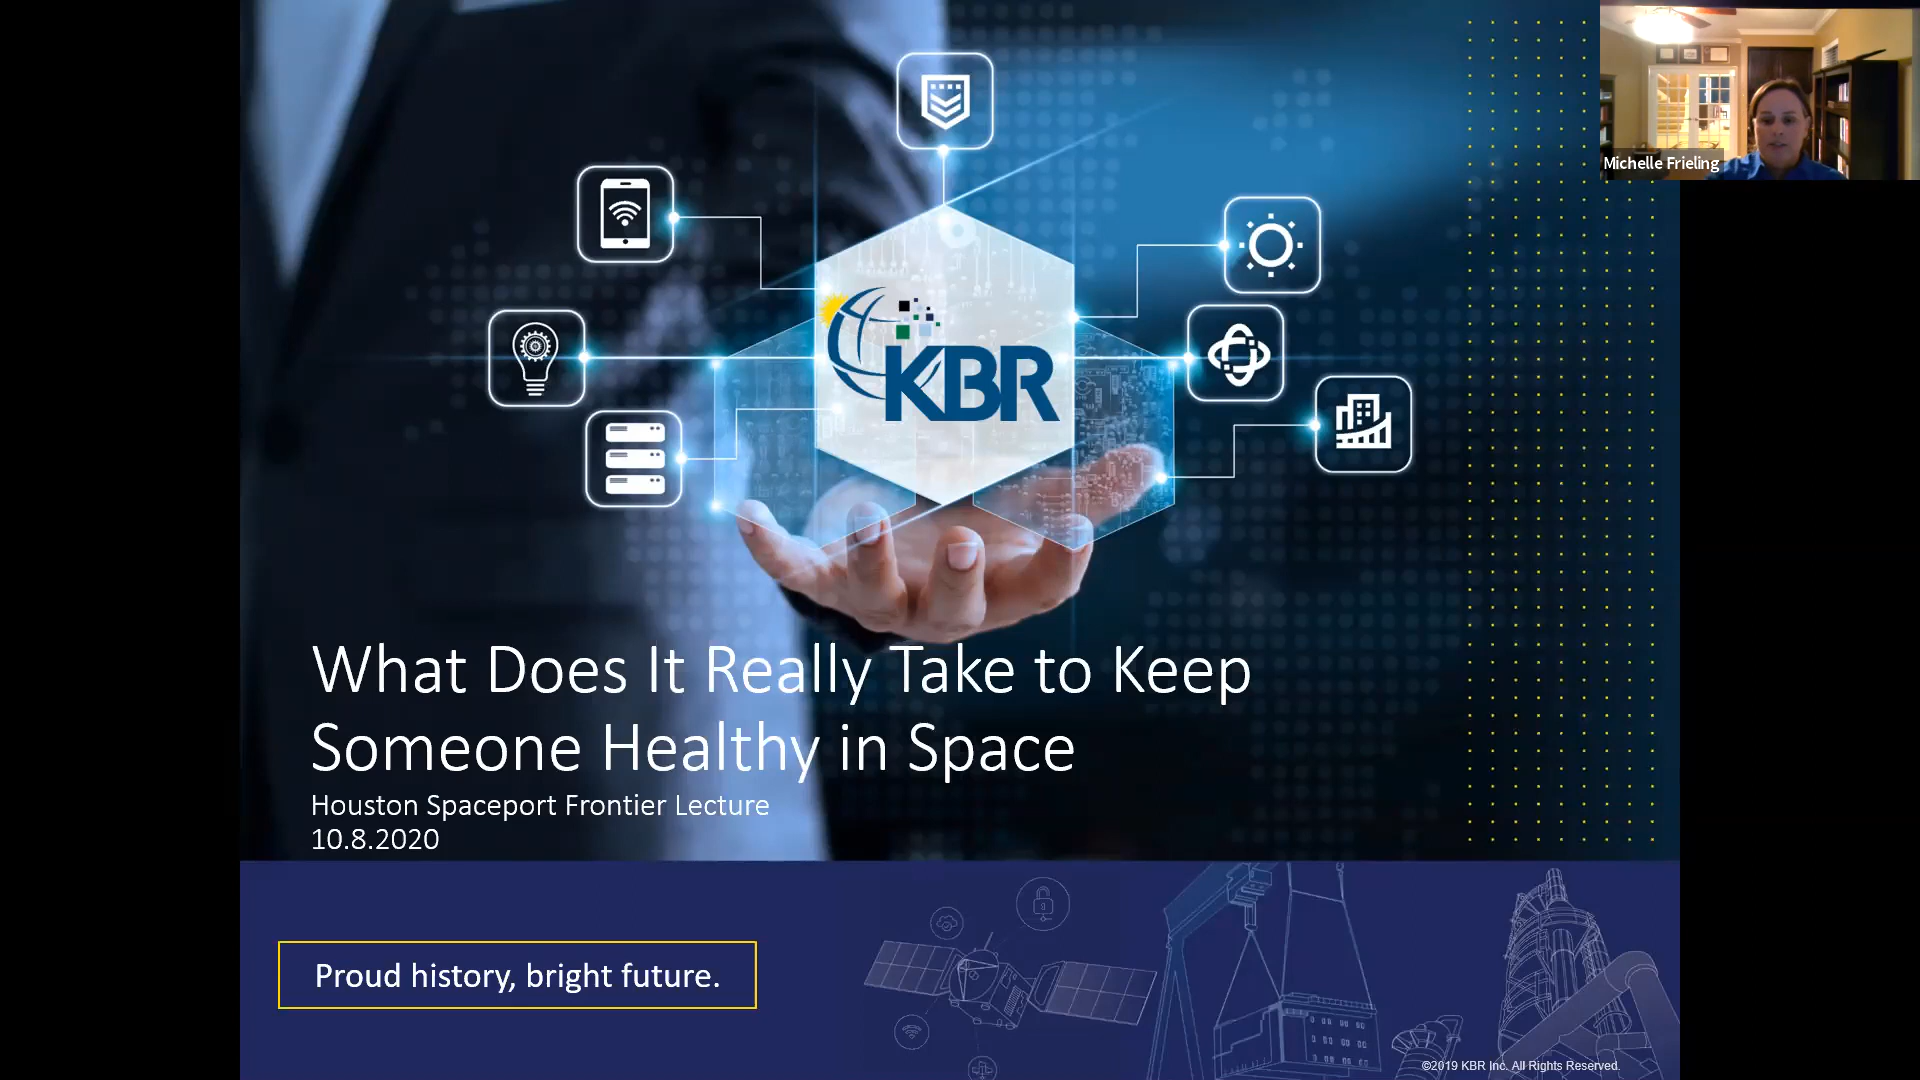 Michelle Frieling
KBR
What Does It Really Take to Keep
Someone Healthy in Space
Houston Spaceport Frontier Lecture
10.8.2020
Proud history, bright future.
©2019 KBR Inc. All Rights Reserved.